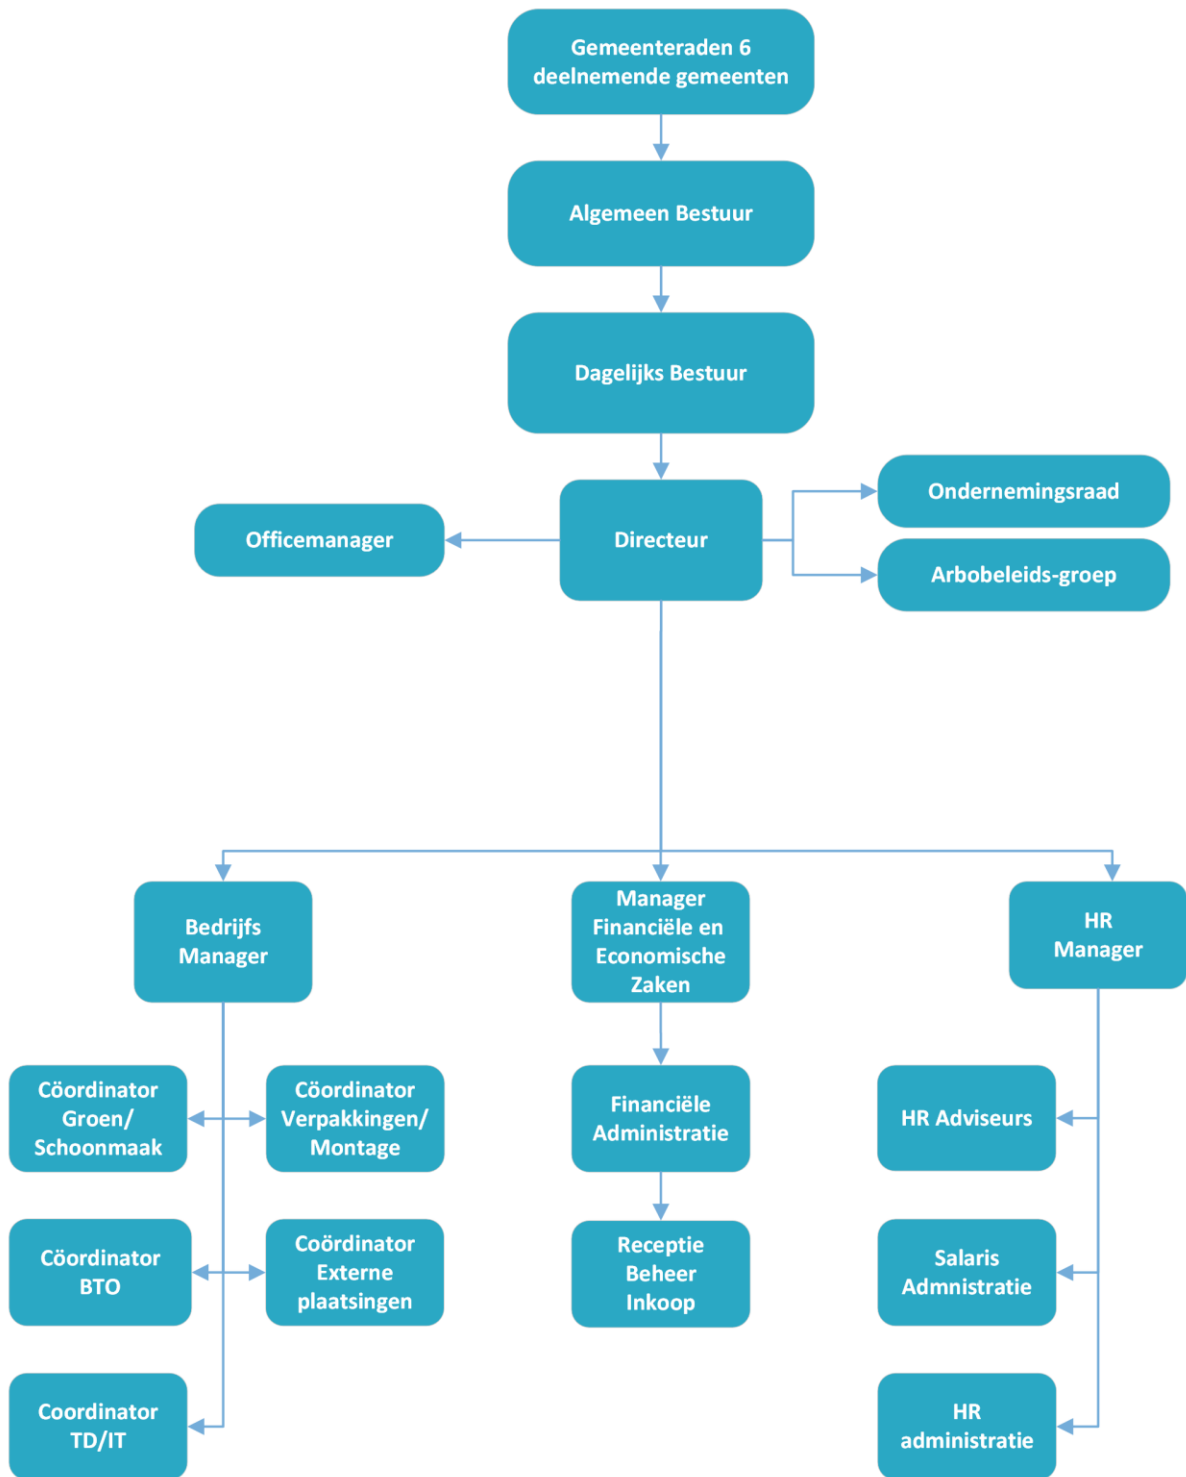 Gemeenteraden 6
deelnemende gemeenten
Algemeen Bestuur
Dagelijks Bestuur
Officemanager
Directeur
Ondernemingsraad
Arbobeleids-groep
Bedrijfs
Manager
Manager
Financiële en
Economische
Zaken
HR
Manager
Cöordinator
Groen/
Schoonmaak
Cöordinator
Verpakkingen/
Montage
Financiële
Administratie
HR Adviseurs
Cöordinator
BTO
Coördinator
Externe
plaatsingen
Receptie
Beheer
Inkoop
Salaris
Admnistratie
Coordinator
TD/IT
HR
administratie